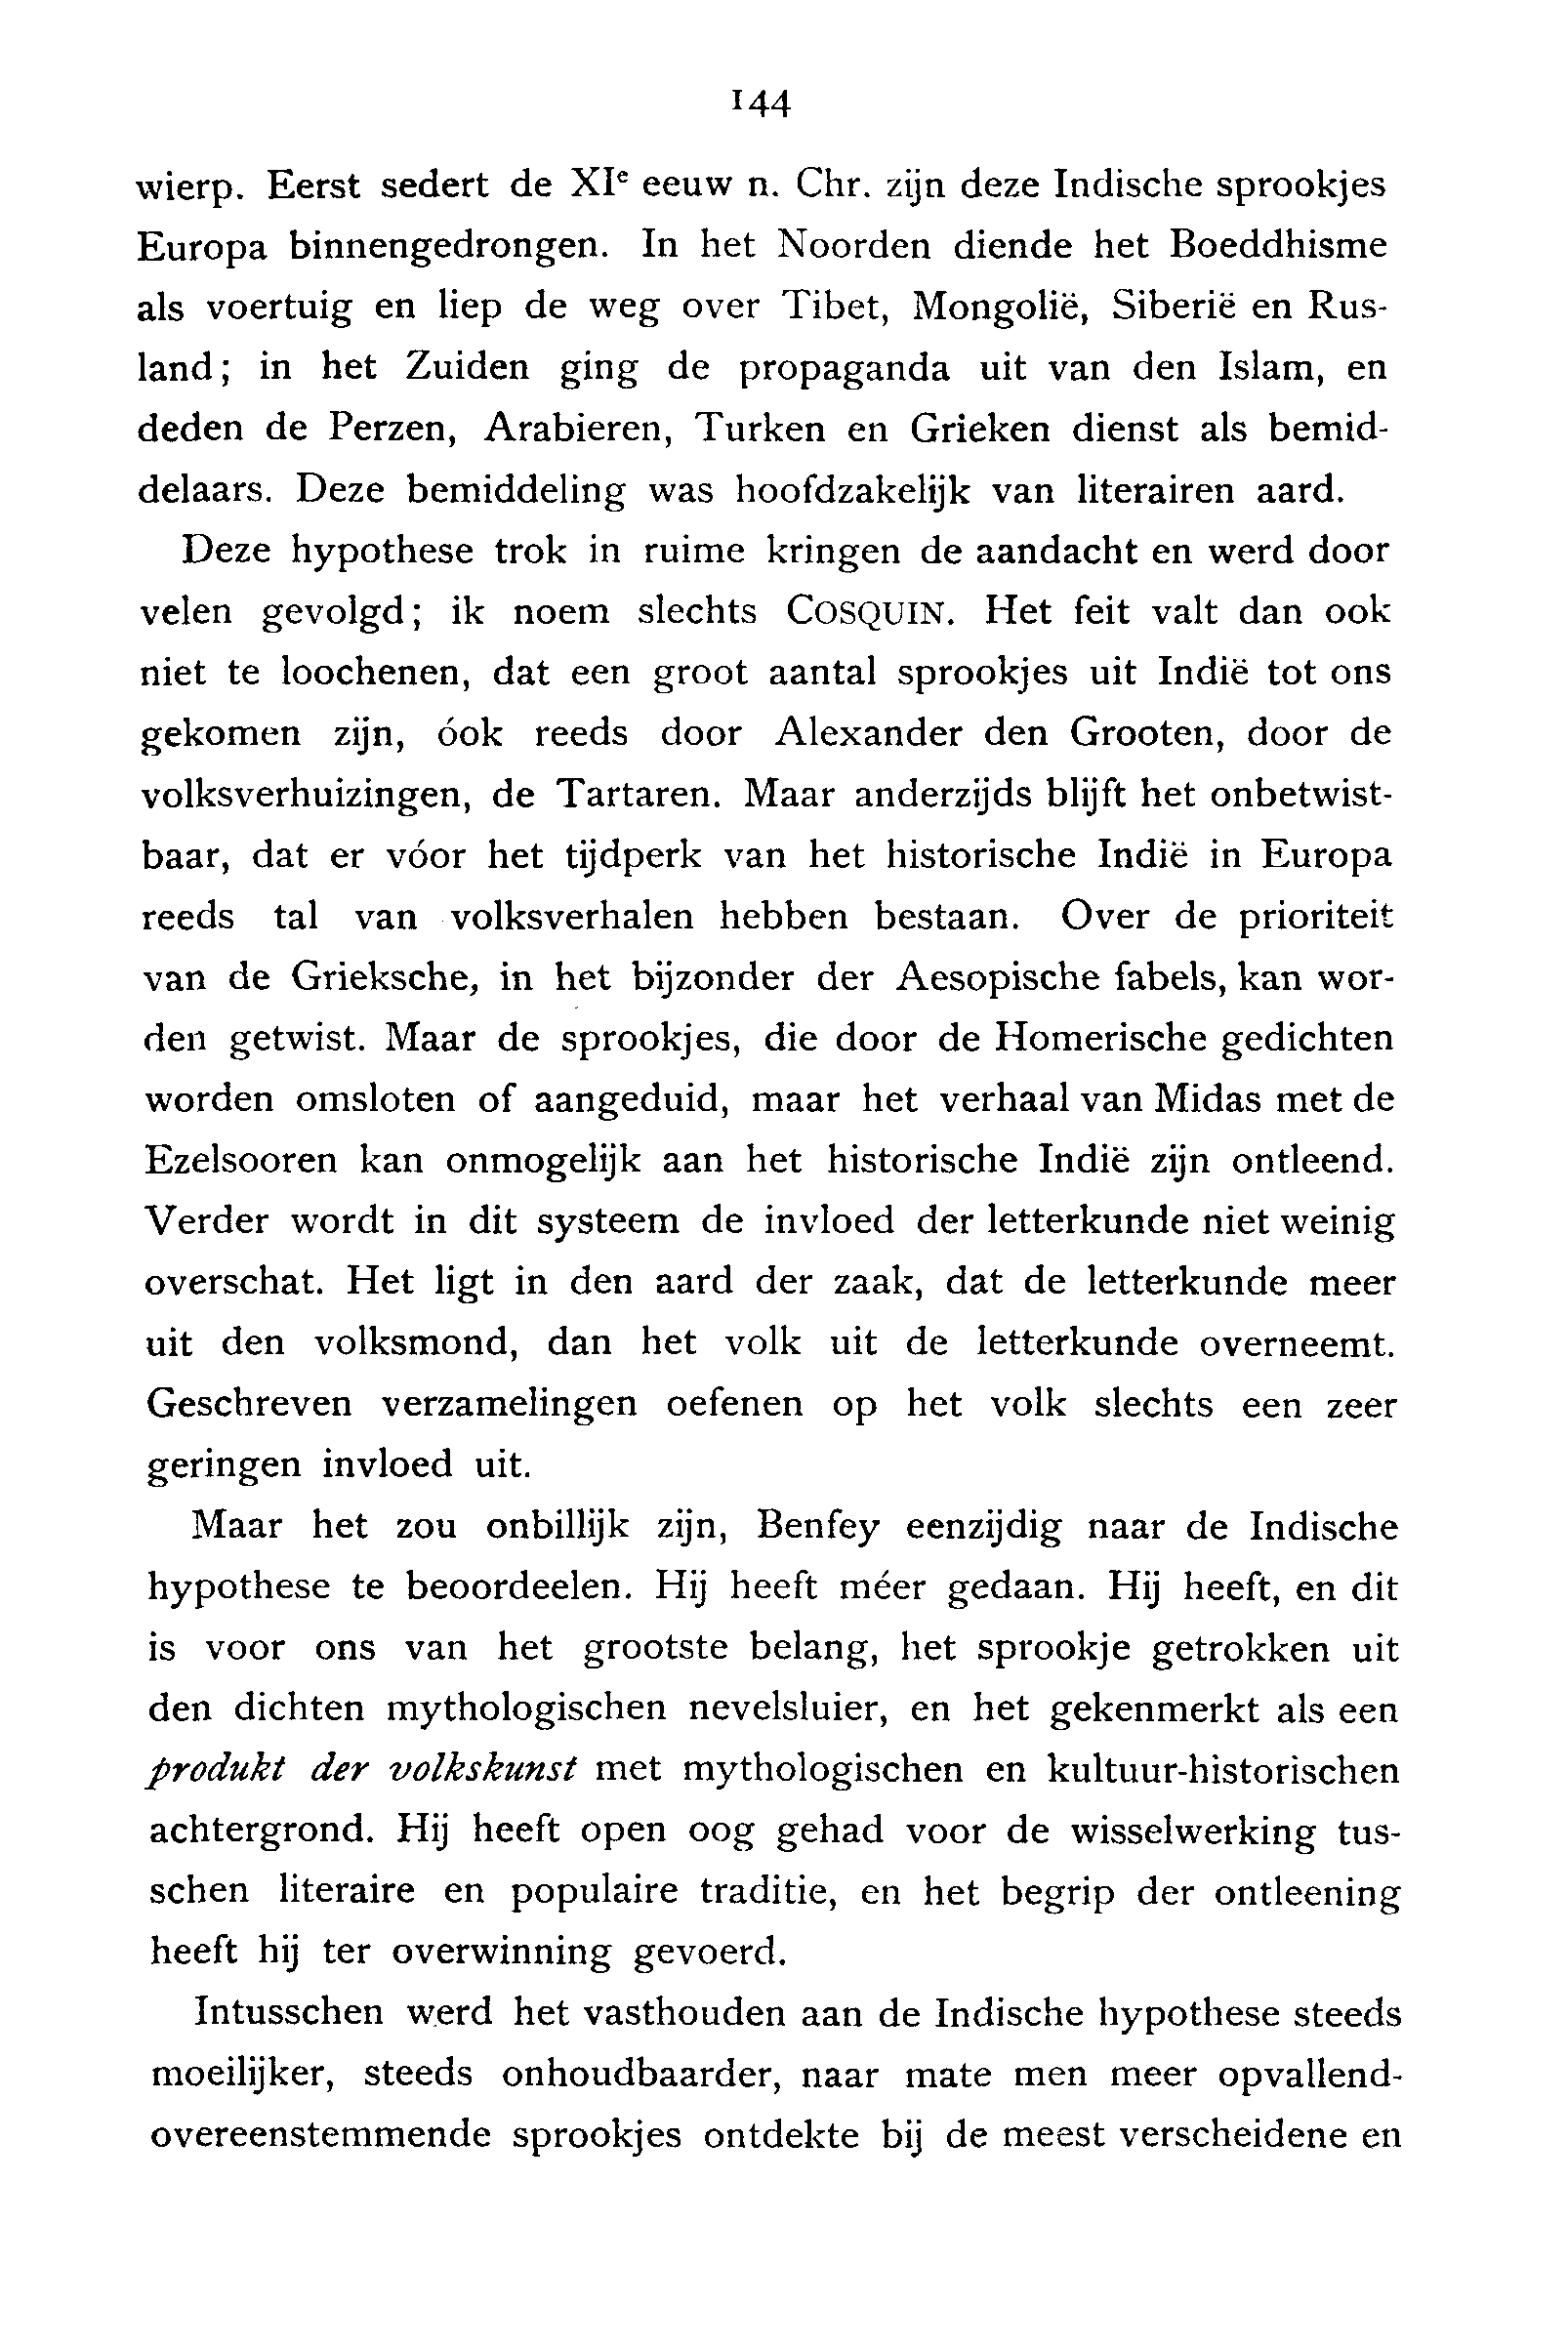 144
wierp. Eerst sedert de XIᵉ eeuw n. Chr. zijn deze Indische sprookjes
Europa binnengedrongen. In het Noorden diende het Boeddhisme
als voertuig en liep de weg over Tibet, Mongolië, Siberië en Rus-
land; in het Zuiden ging de propaganda uit van den Islam, en
deden de Perzen, Arabieren, Turken en Grieken dienst als bemid-
delaars. Deze bemiddeling was hoofdzakelijk van literairen aard.
Deze hypothese trok in ruime kringen de aandacht en werd door
velen gevolgd; ik noem slechts COSQUIN. Het feit valt dan ook
niet te loochenen, dat een groot aantal sprookjes uit Indië tot ons
gekomen zijn, óok reeds door Alexander den Grooten, door de
volksverhuizingen, de Tartaren. Maar anderzijds blijft het onbetwist-
baar, dat er vóor het tijdperk van het historische Indië in Europa
reeds tal van volksverhalen hebben bestaan. Over de prioriteit
van de Grieksche, in het bijzonder der Aesopische fabels, kan wor-
den getwist. Maar de sprookjes, die door de Homerische gedichten
worden omsloten of aangeduid, maar het verhaal van Midas met de
Ezelsooren kan onmogelijk aan het historische Indië zijn ontleend.
Verder wordt in dit systeem de invloed der letterkunde niet weinig
overschat. Het ligt in den aard der zaak, dat de letterkunde meer
uit den volksmond, dan het volk uit de letterkunde overneemt.
Geschreven verzamelingen oefenen op het volk slechts een zeer
geringen invloed uit.
Maar het zou onbillijk zijn, Benfey eenzijdig naar de Indische
hypothese te beoordeelen. Hij heeft méer gedaan. Hij heeft, en dit
is voor ons van het grootste belang, het sprookje getrokken uit
den dichten mythologischen nevelsluier, en het gekenmerkt als een
produkt der volkskunst met mythologischen en kultuur-historischen
achtergrond. Hij heeft open oog gehad voor de wisselwerking tus-
schen literaire en populaire traditie, en het begrip der ontleening
heeft hij ter overwinning gevoerd.
Intusschen werd het vasthouden aan de Indische hypothese steeds
moeilijker, steeds onhoudbaarder, naar mate men meer opvallend-
overeenstemmende sprookjes ontdekte bij de meest verscheidene en